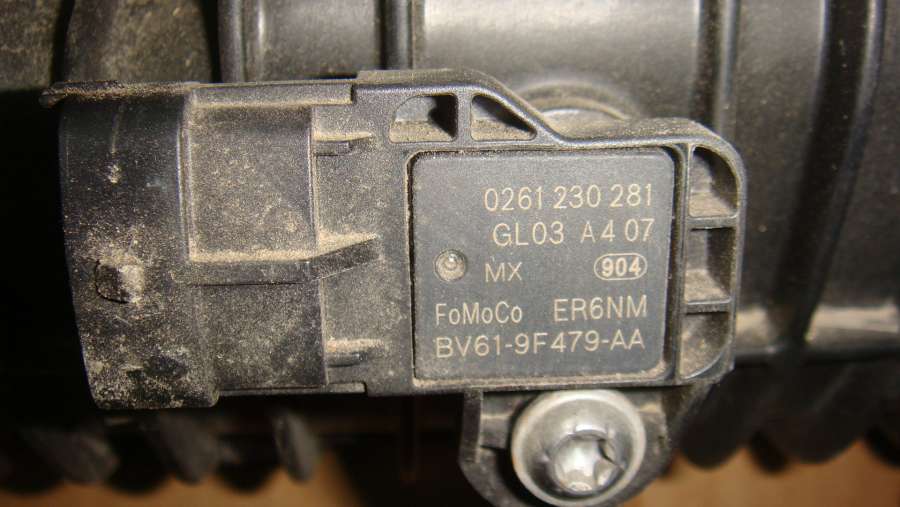 0261 230 281
GL03 A4 07
MX 904
FoMoCo ER6NM
BV61-9F479-AA